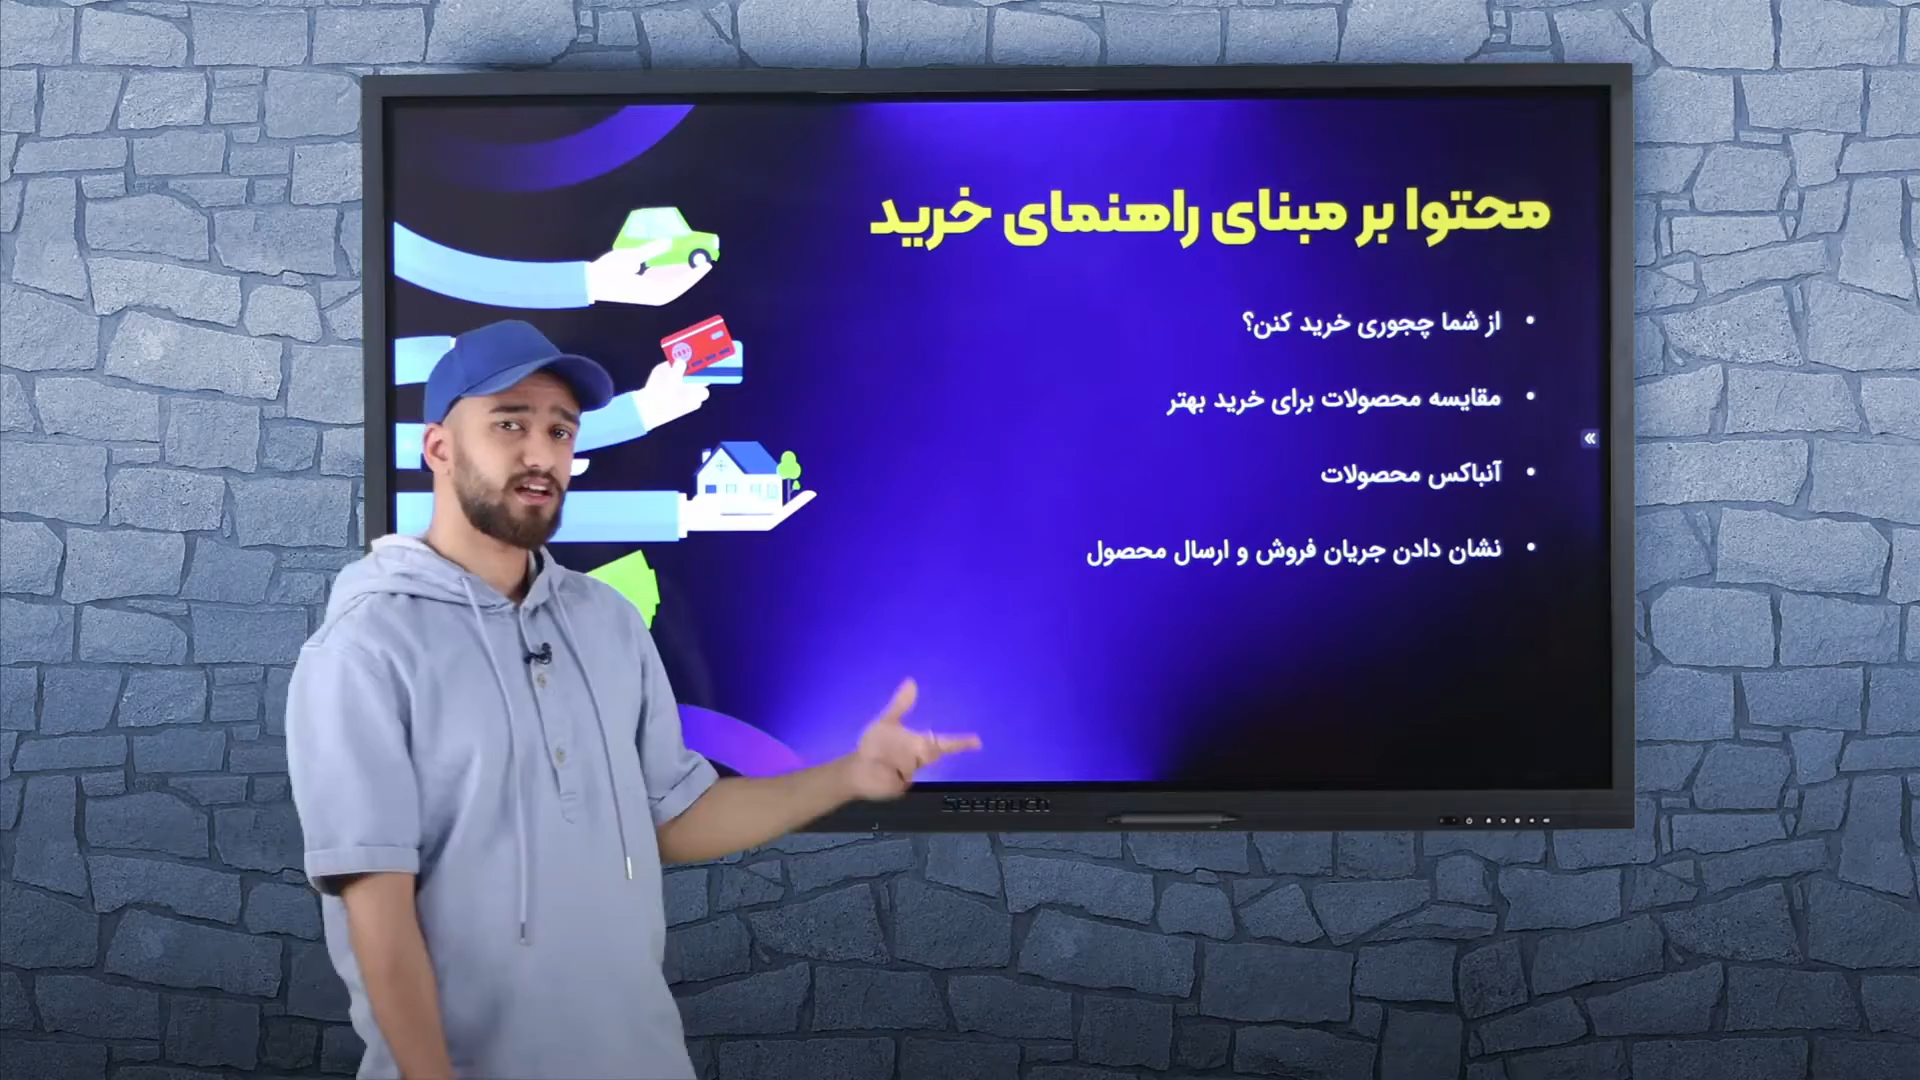 محتوا بر مبنای راهنمای خرید
• از شما چجوری خرید کنن؟
• مقایسه محصولات برای خرید بهتر
• آنباکس محصولات
• نشان دادن جریان فروش و ارسال محصول
»
Seetouch